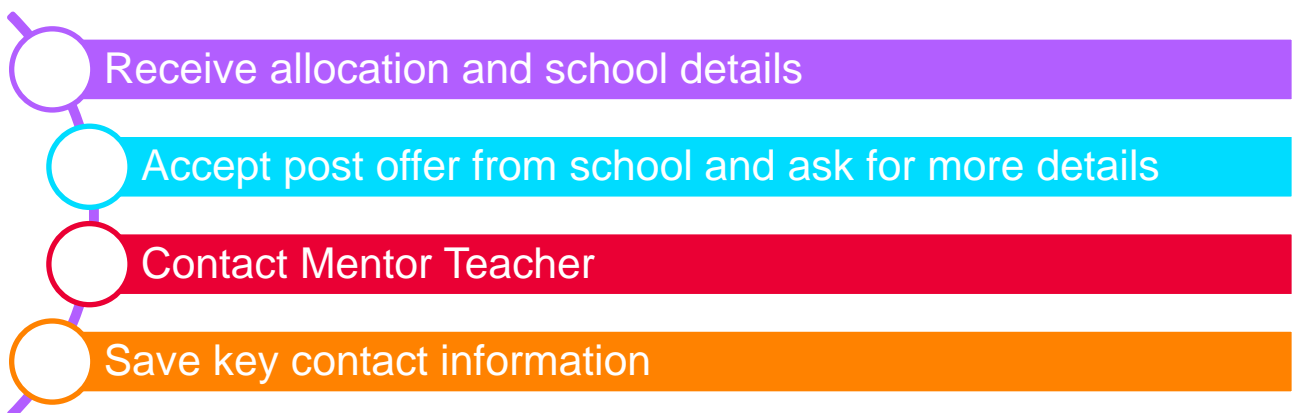 Receive allocation and school details
Accept post offer from school and ask for more details
Contact Mentor Teacher
Save key contact information